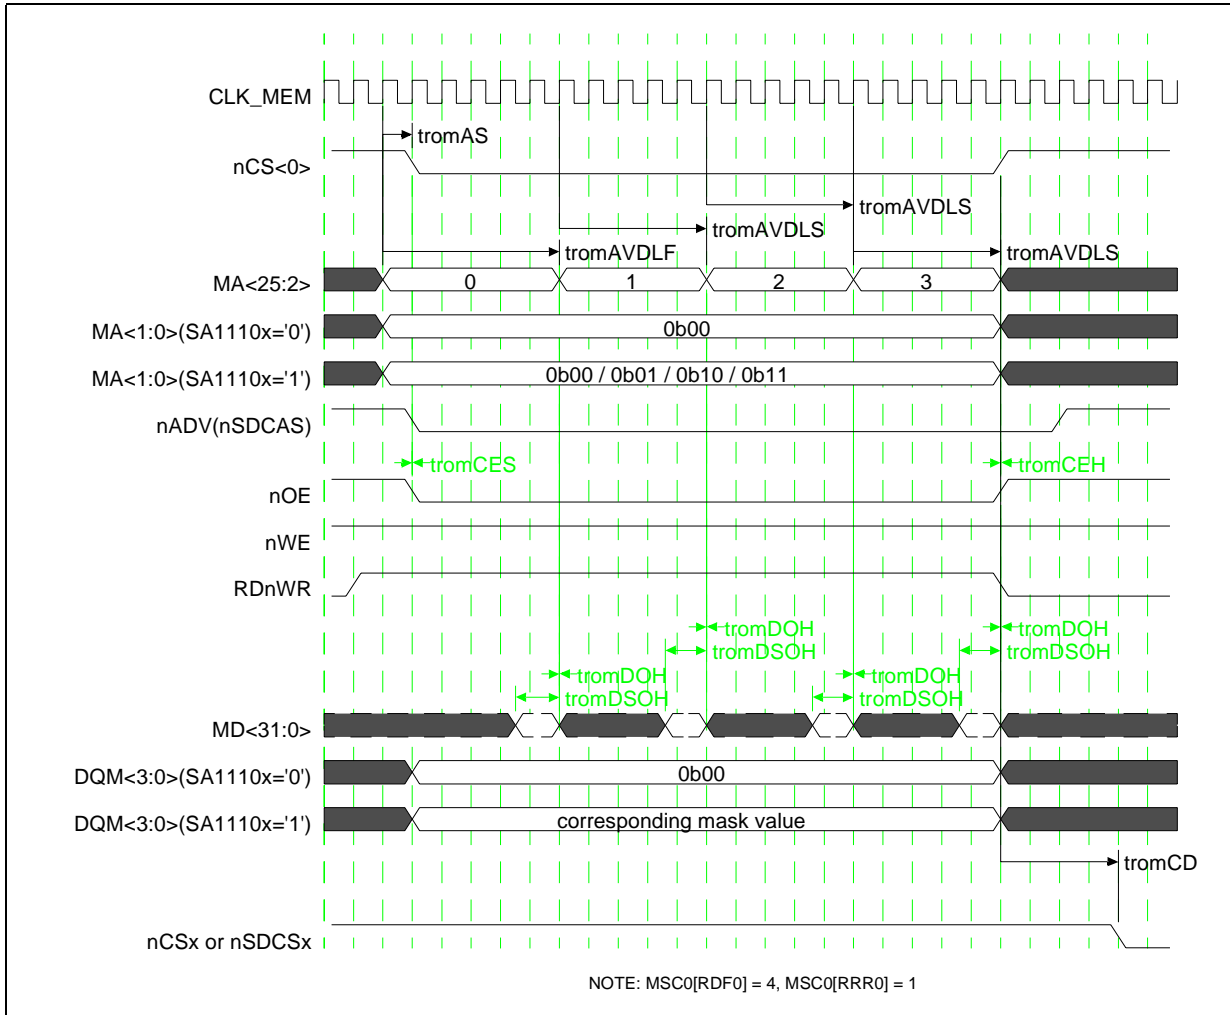 CLK_MEM
tromAS
nCS<0>
tromAVDLS
tromAVDLS
tromAVDLF
tromAVDLS
MA<25:2>
0
1
2
3
MA<1:0>(SA1110x='0')
0b00
MA<1:0>(SA1110x='1')
0b00 / 0b01 / 0b10 / 0b11
nADV(nSDCAS)
tromCES
tromCEH
nOE
nWE
RDnWR
tromDOH
tromDOH
tromDSOH
tromDSOH
tromDOH
tromDOH
tromDSOH
tromDSOH
MD<31:0>
DQM<3:0>(SA1110x='0')
0b00
DQM<3:0>(SA1110x='1')
corresponding mask value
tromCD
nCSx or nSDCSx
NOTE: MSC0[RDF0] = 4, MSC0[RRR0] = 1